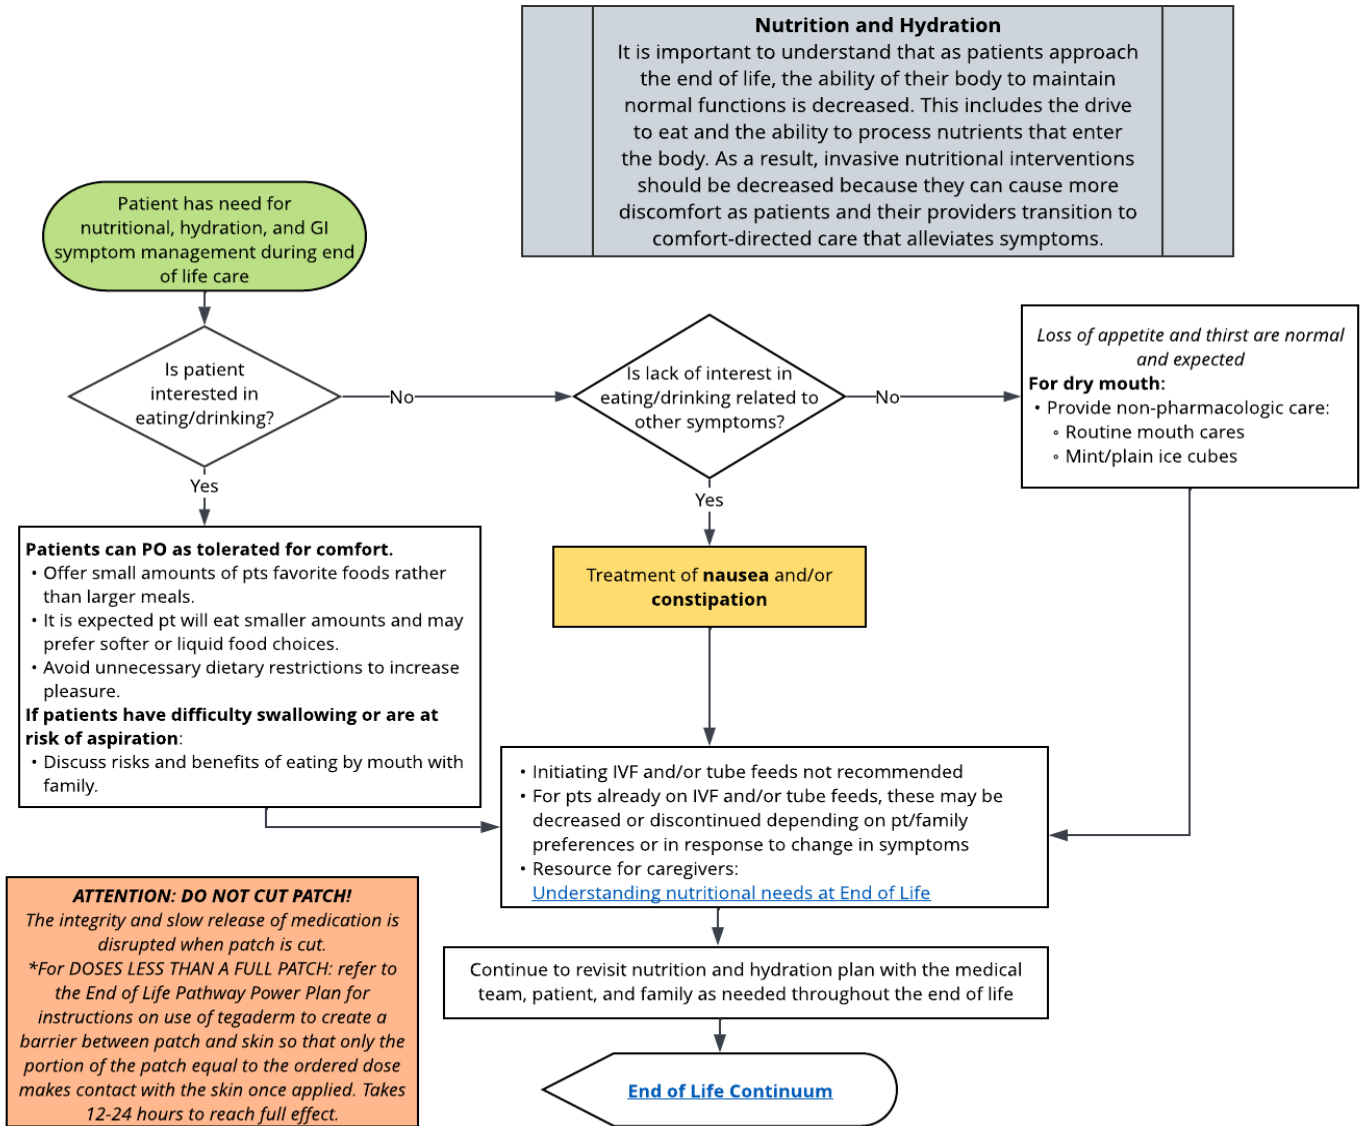 Nutrition and Hydration
It is important to understand that as patients approach
the end of life, the ability of their body to maintain
normal functions is decreased. This includes the drive
to eat and the ability to process nutrients that enter
the body. As a result, invasive nutritional interventions
should be decreased because they can cause more
discomfort as patients and their providers transition to
comfort-directed care that alleviates symptoms.
Patient has need for
nutritional, hydration, and GI
symptom management during end
of life care
Is patient
interested in
eating/drinking?
No
Is lack of interest in
eating/drinking related to
other symptoms?
No
Loss of appetite and thirst are normal
and expected
For dry mouth:
• Provide non-pharmacologic care:
∘ Routine mouth cares
∘ Mint/plain ice cubes
Yes
Yes
Patients can PO as tolerated for comfort.
• Offer small amounts of pts favorite foods rather
than larger meals.
• It is expected pt will eat smaller amounts and may
prefer softer or liquid food choices.
• Avoid unnecessary dietary restrictions to increase
pleasure.
If patients have difficulty swallowing or are at
risk of aspiration:
• Discuss risks and benefits of eating by mouth with
family.
Treatment of nausea and/or
constipation
• Initiating IVF and/or tube feeds not recommended
• For pts already on IVF and/or tube feeds, these may be
decreased or discontinued depending on pt/family
preferences or in response to change in symptoms
• Resource for caregivers:
Understanding nutritional needs at End of Life
ATTENTION: DO NOT CUT PATCH!
The integrity and slow release of medication is
disrupted when patch is cut.
*For DOSES LESS THAN A FULL PATCH: refer to
the End of Life Pathway Power Plan for
instructions on use of tegaderm to create a
barrier between patch and skin so that only the
portion of the patch equal to the ordered dose
makes contact with the skin once applied. Takes
12-24 hours to reach full effect.
Continue to revisit nutrition and hydration plan with the medical
team, patient, and family as needed throughout the end of life
End of Life Continuum